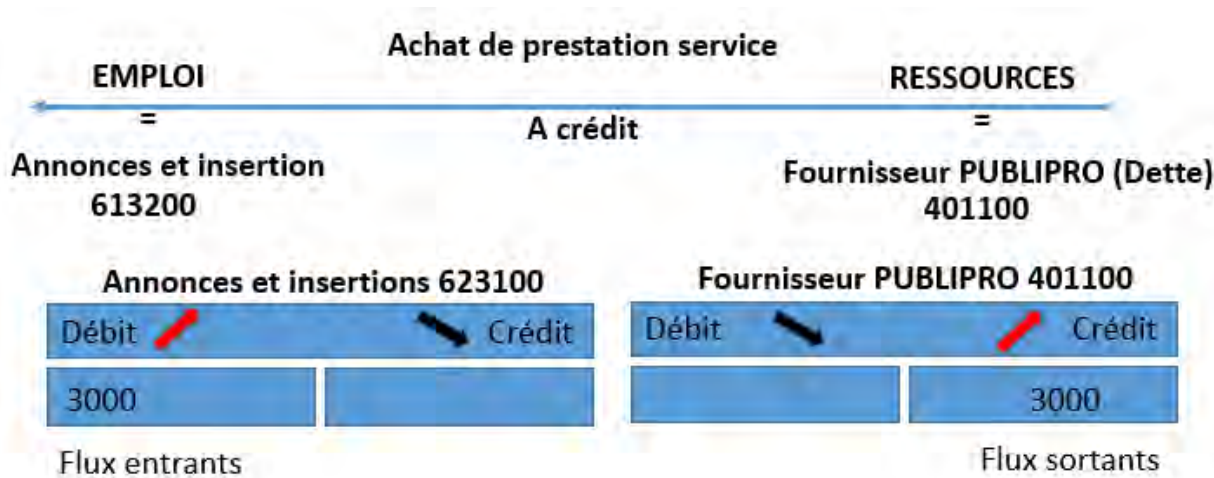 Achat de prestation service
EMPLOI
RESSOURCES
=
A crédit
=
Annonces et insertion
613200
Fournisseur PUBLIPRO (Dette)
401100
Annonces et insertions 623100
Fournisseur PUBLIPRO 401100
Débit Crédit
Débit Crédit
3000
3000
Flux entrants
Flux sortants